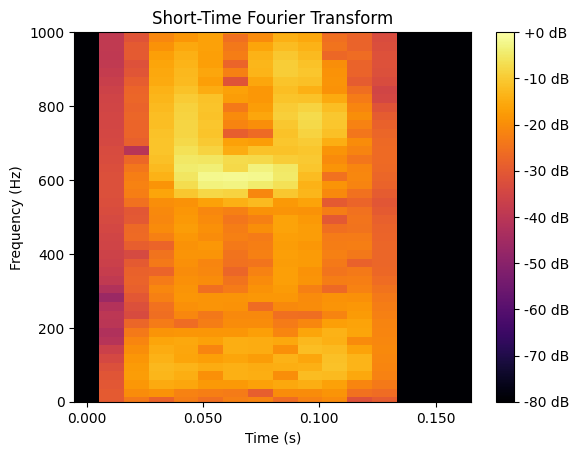 Short-Time Fourier Transform
1000
800
600
400
200
0
Frequency (Hz)
0.000
0.050
0.100
0.150
Time (s)
+0 dB
-10 dB
-20 dB
-30 dB
-40 dB
-50 dB
-60 dB
-70 dB
-80 dB